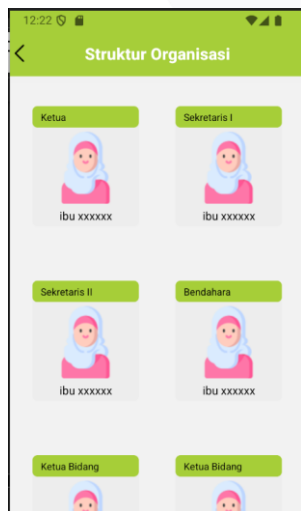 12:22
Struktur Organisasi
Ketua
Sekretaris I
ibu xxxxxx
ibu xxxxxx
Sekretaris II
Bendahara
ibu xxxxxx
ibu xxxxxx
Ketua Bidang
Ketua Bidang